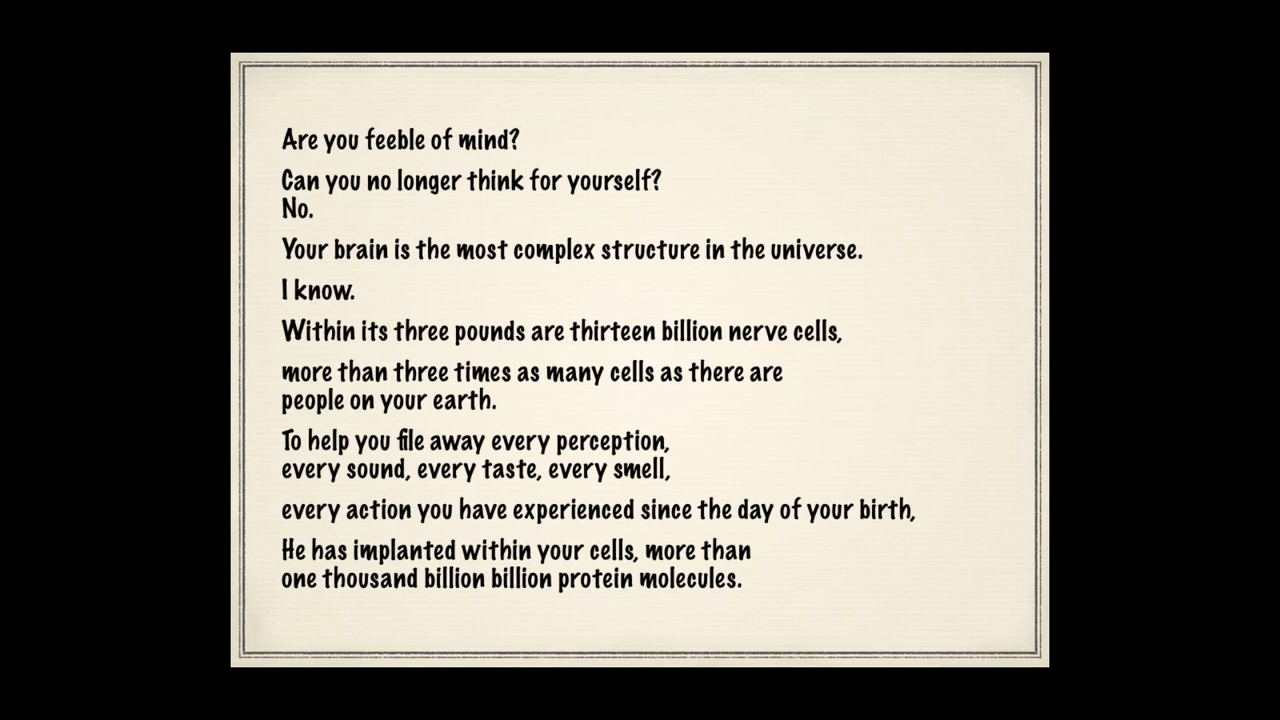 Are you feeble of mind?
Can you no longer think for yourself?
No.
Your brain is the most complex structure in the universe.
I know.
Within its three pounds are thirteen billion nerve cells,
more than three times as many cells as there are
people on your earth.
To help you file away every perception,
every sound, every taste, every smell,
every action you have experienced since the day of your birth,
He has implanted within your cells, more than
one thousand billion billion protein molecules.